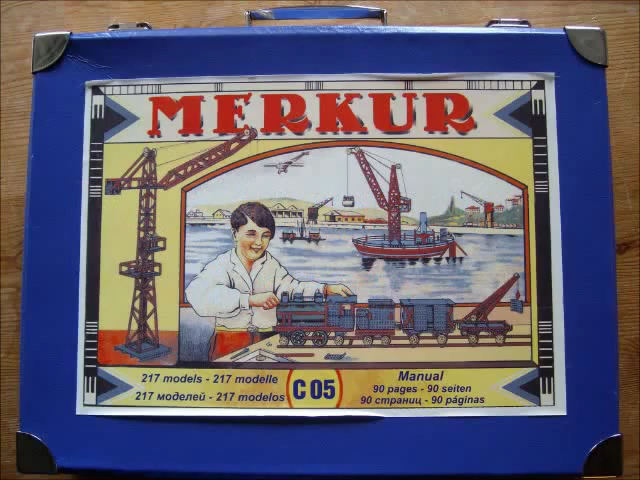 MERKUR
217 models - 217 modelle
217 моделей - 217 modelos
C 05
Manual
90 pages - 90 seiten
90 страниц - 90 páginas